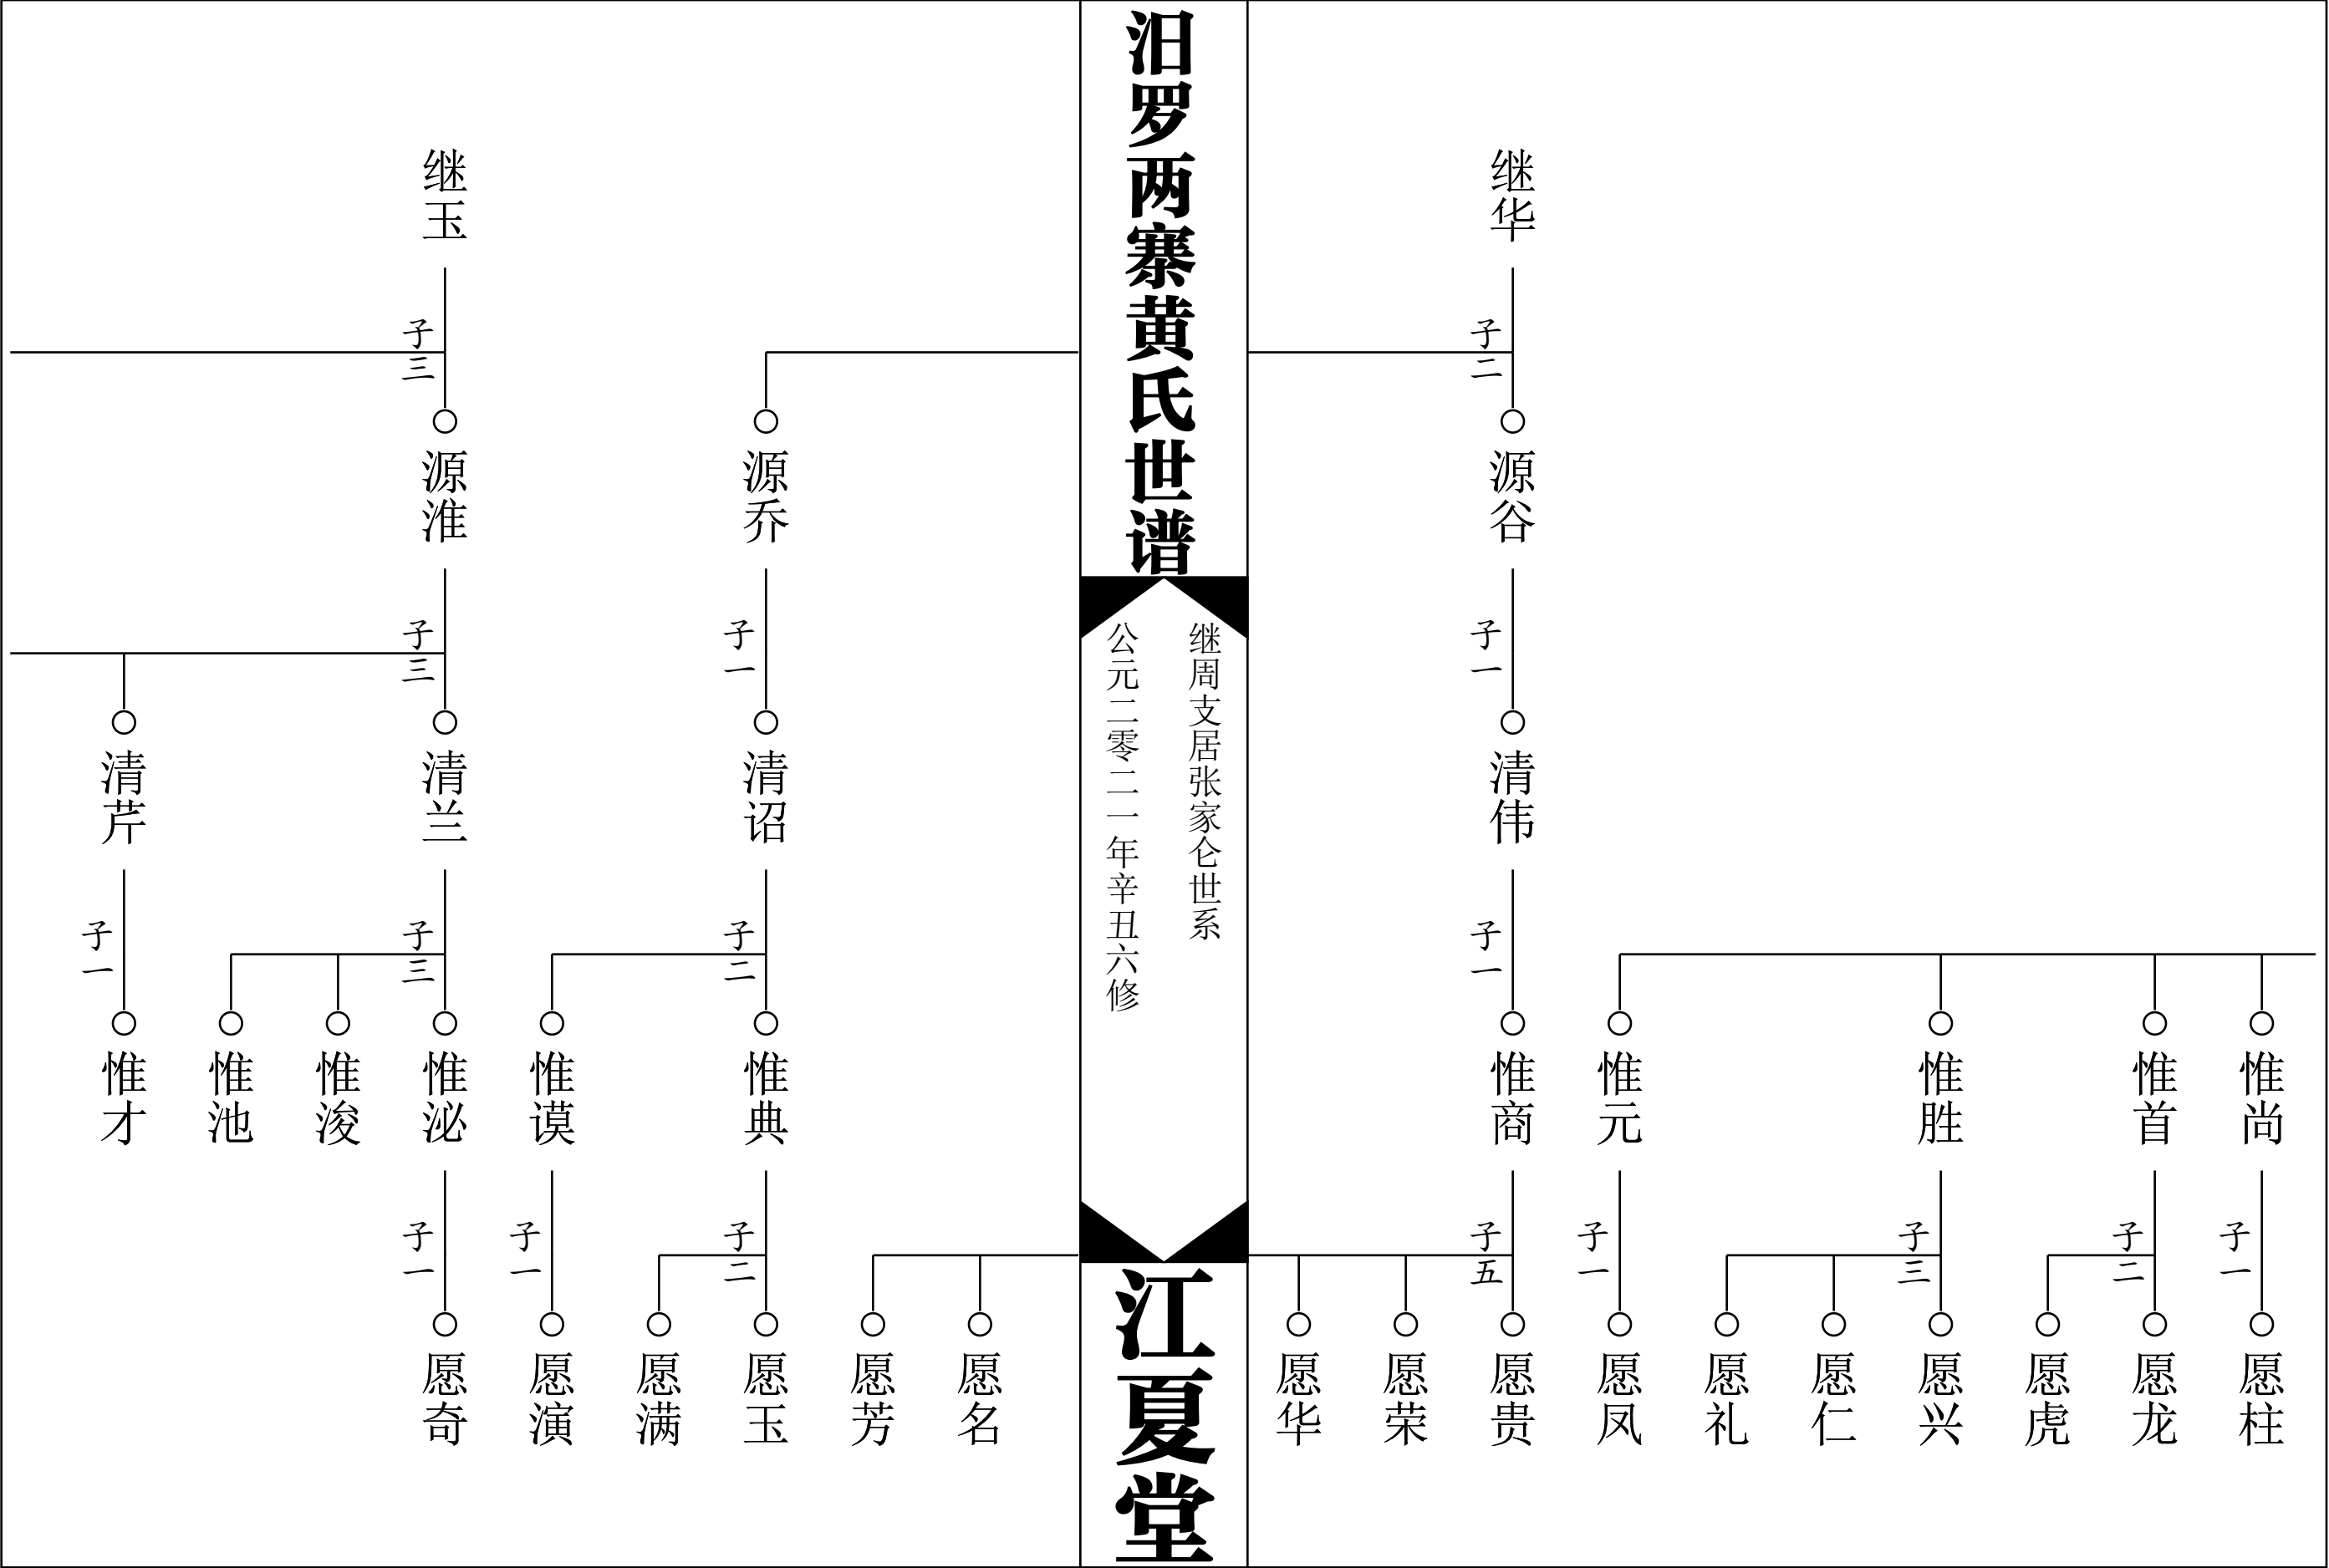 汨罗两寨黄氏世谱
继周支居张家仑世系
公元二零二一年辛丑六修
江夏堂
继华
子二
源谷
子一
清伟
子一
惟尚
惟首
惟胜
惟元
惟商
子一
子二
子三
子一
子五
愿柱
愿龙
愿虎
愿兴
愿仁
愿礼
愿凤
愿贵
愿荣
愿华
愿名
愿芳
继玉
子三
源乔
源淮
子一
子三
清诏
清兰
清芹
子二
子三
子一
惟典
惟谟
惟泌
惟浚
惟池
惟才
子二
子一
子一
愿玉
愿满
愿演
愿奇